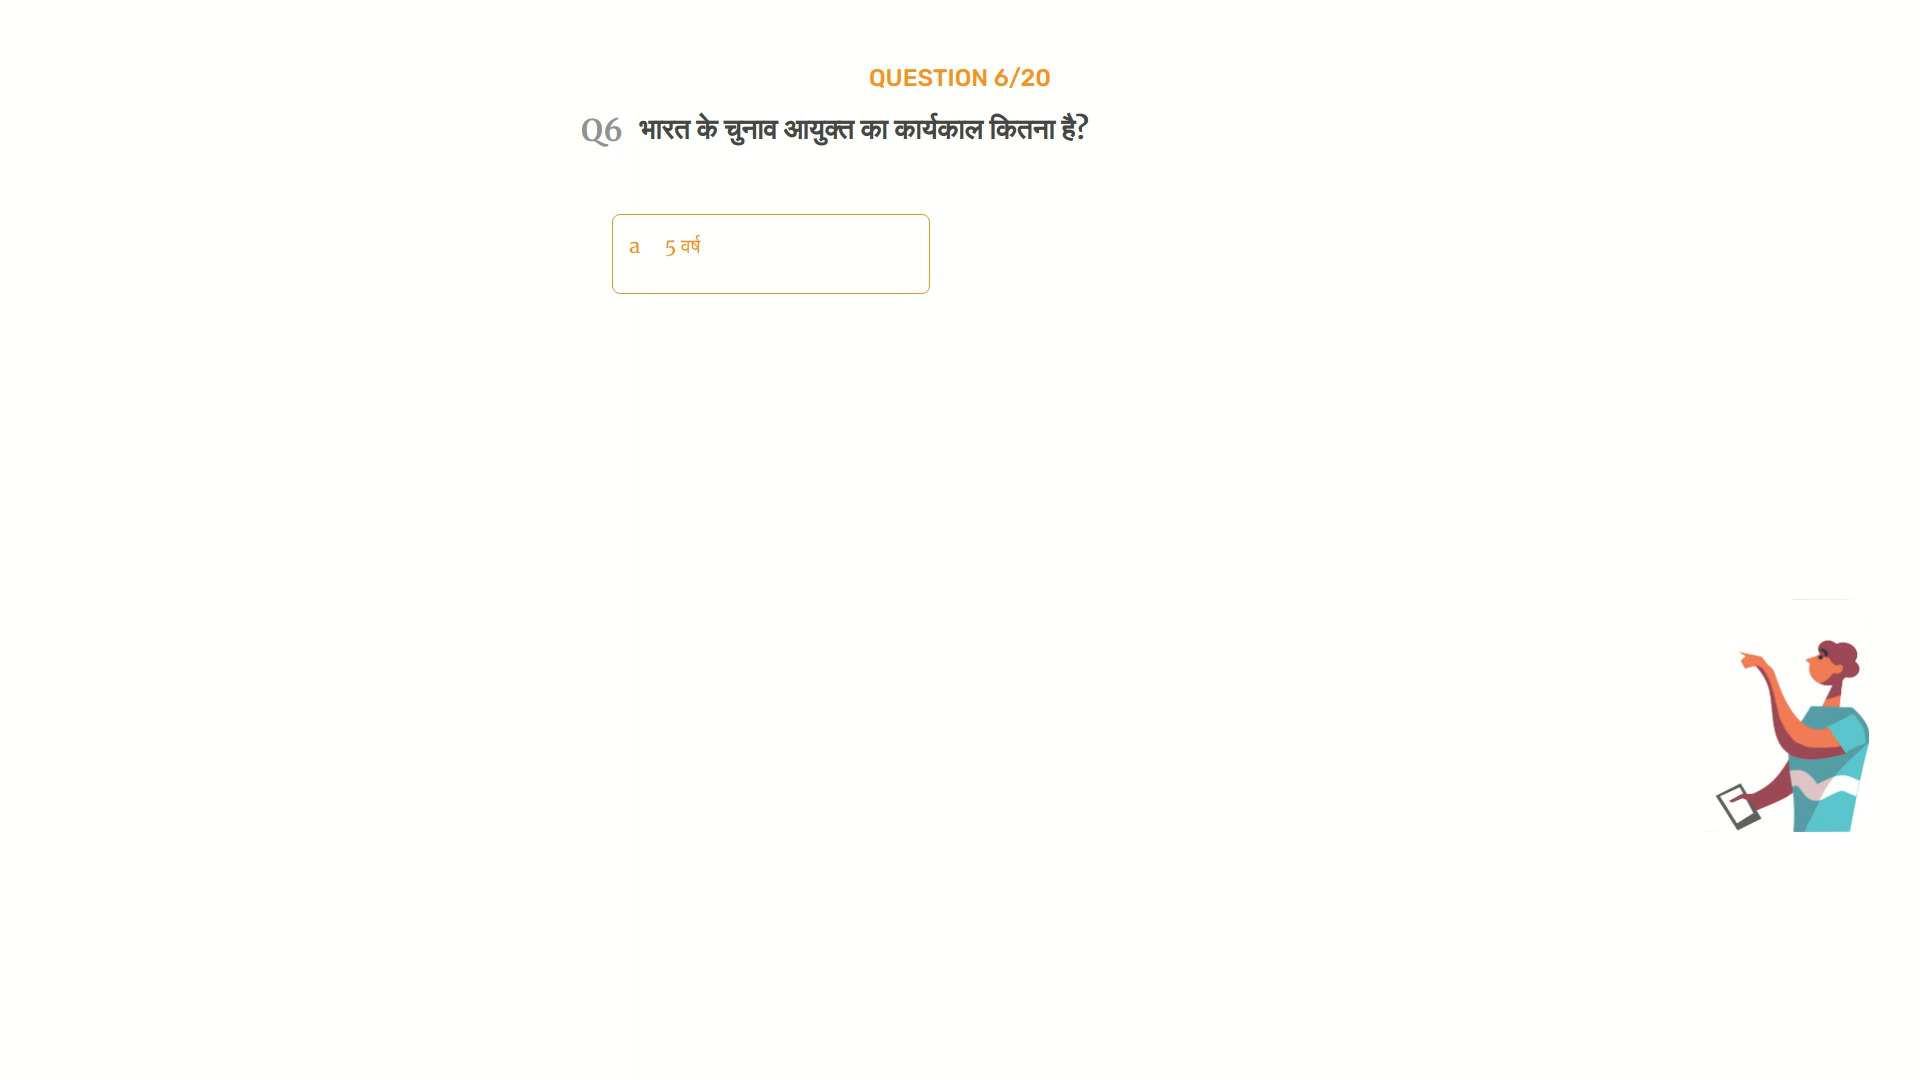 QUESTION 6/20
Q6 भारत के चुनाव आयुक्त का कार्यकाल कितना है?
a 5 वर्ष